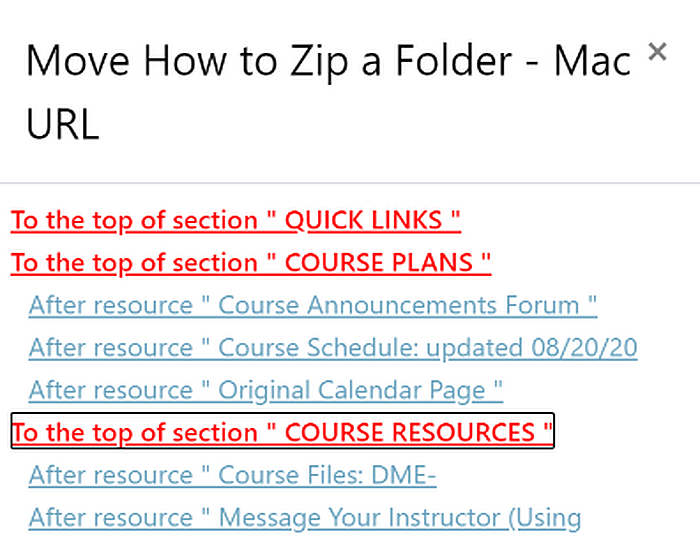 Move How to Zip a Folder - Mac ×
URL
To the top of section " QUICK LINKS "
To the top of section " COURSE PLANS "
After resource " Course Announcements Forum "
After resource " Course Schedule: updated 08/20/20
After resource " Original Calendar Page "
To the top of section " COURSE RESOURCES "
After resource " Course Files: DME-
After resource " Message Your Instructor (Using